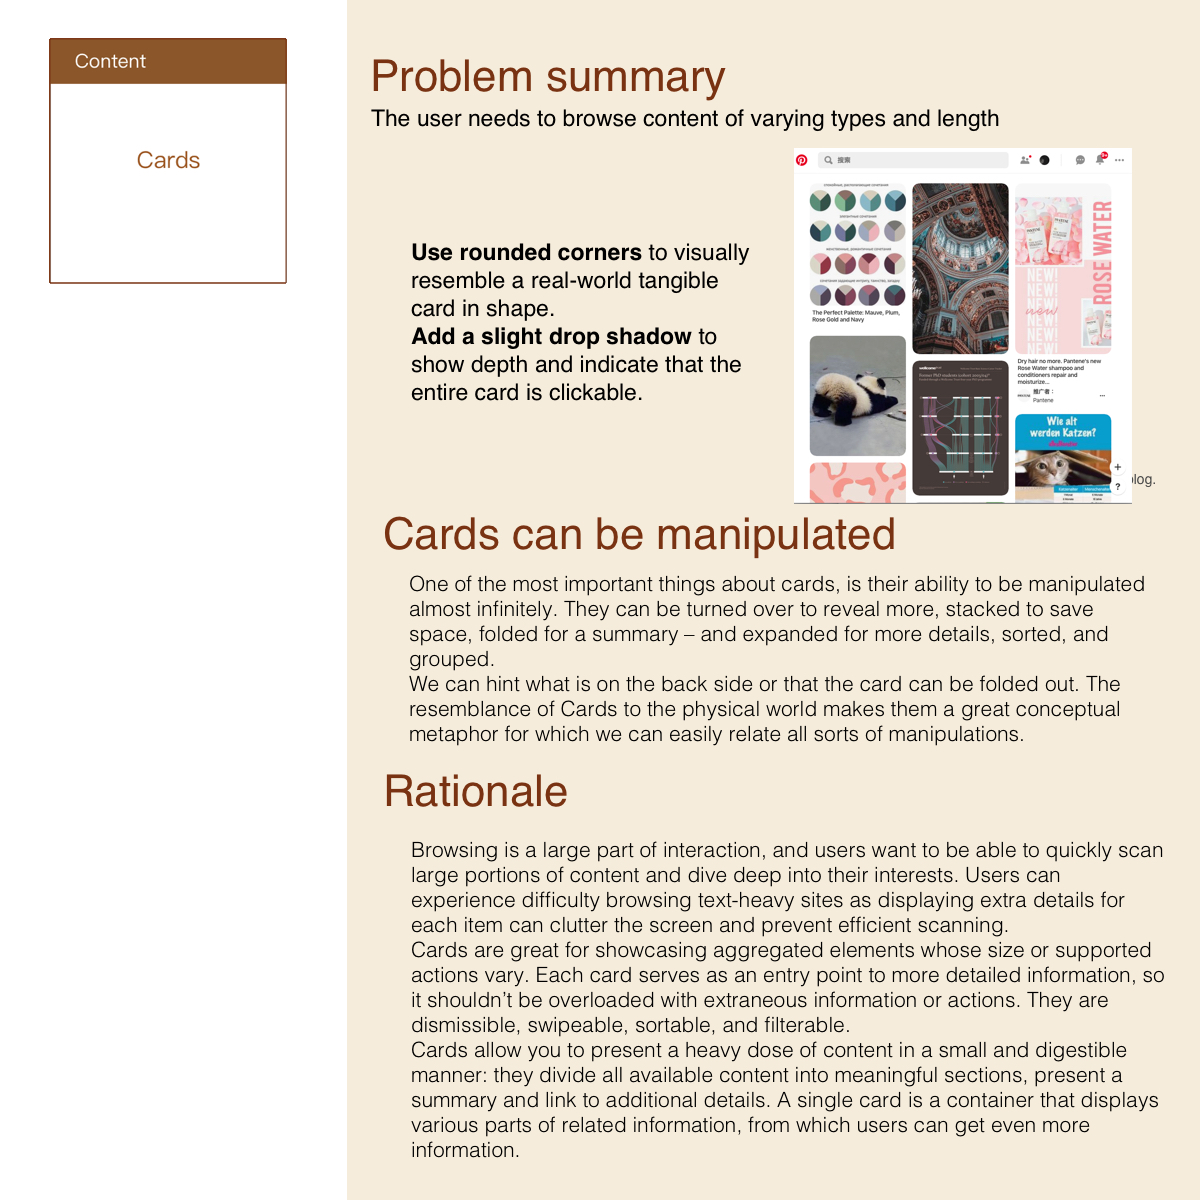 Content
Cards
Problem summary
The user needs to browse content of varying types and length
Use rounded corners to visually
resemble a real-world tangible
card in shape.
Add a slight drop shadow to
show depth and indicate that the
entire card is clickable.
搜索
The Perfect Palette: Mauve, Plum,
Rose Gold and Navy
ROSE WATER
NEW!
NEW!
now
NEW!
NEW!
Dry hair no more. Pantene's new
Rose Water shampoo and
conditioners repair and
moisturize...
推广者：
Pantene
Wie alt
werden Katzen?
log.
Cards can be manipulated
One of the most important things about cards, is their ability to be manipulated
almost infinitely. They can be turned over to reveal more, stacked to save
space, folded for a summary – and expanded for more details, sorted, and
grouped.
We can hint what is on the back side or that the card can be folded out. The
resemblance of Cards to the physical world makes them a great conceptual
metaphor for which we can easily relate all sorts of manipulations.
Rationale
Browsing is a large part of interaction, and users want to be able to quickly scan
large portions of content and dive deep into their interests. Users can
experience difficulty browsing text-heavy sites as displaying extra details for
each item can clutter the screen and prevent efficient scanning.
Cards are great for showcasing aggregated elements whose size or supported
actions vary. Each card serves as an entry point to more detailed information, so
it shouldn’t be overloaded with extraneous information or actions. They are
dismissible, swipeable, sortable, and filterable.
Cards allow you to present a heavy dose of content in a small and digestible
manner: they divide all available content into meaningful sections, present a
summary and link to additional details. A single card is a container that displays
various parts of related information, from which users can get even more
information.